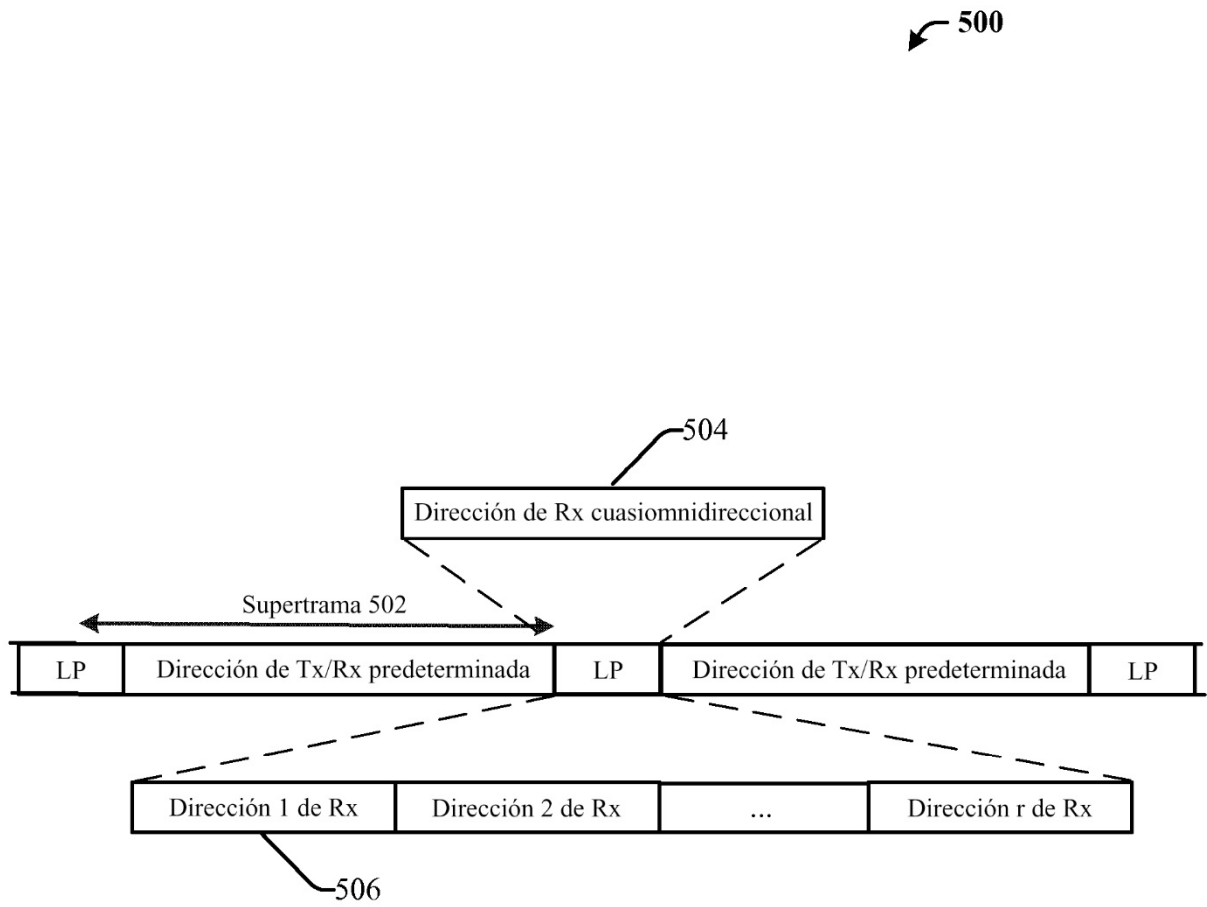 500
504
Dirección de Rx cuasiomnidireccional
Supertrama 502
LP Dirección de Tx/Rx predeterminada LP Dirección de Tx/Rx predeterminada LP
Dirección 1 de Rx Dirección 2 de Rx ... Dirección r de Rx
506